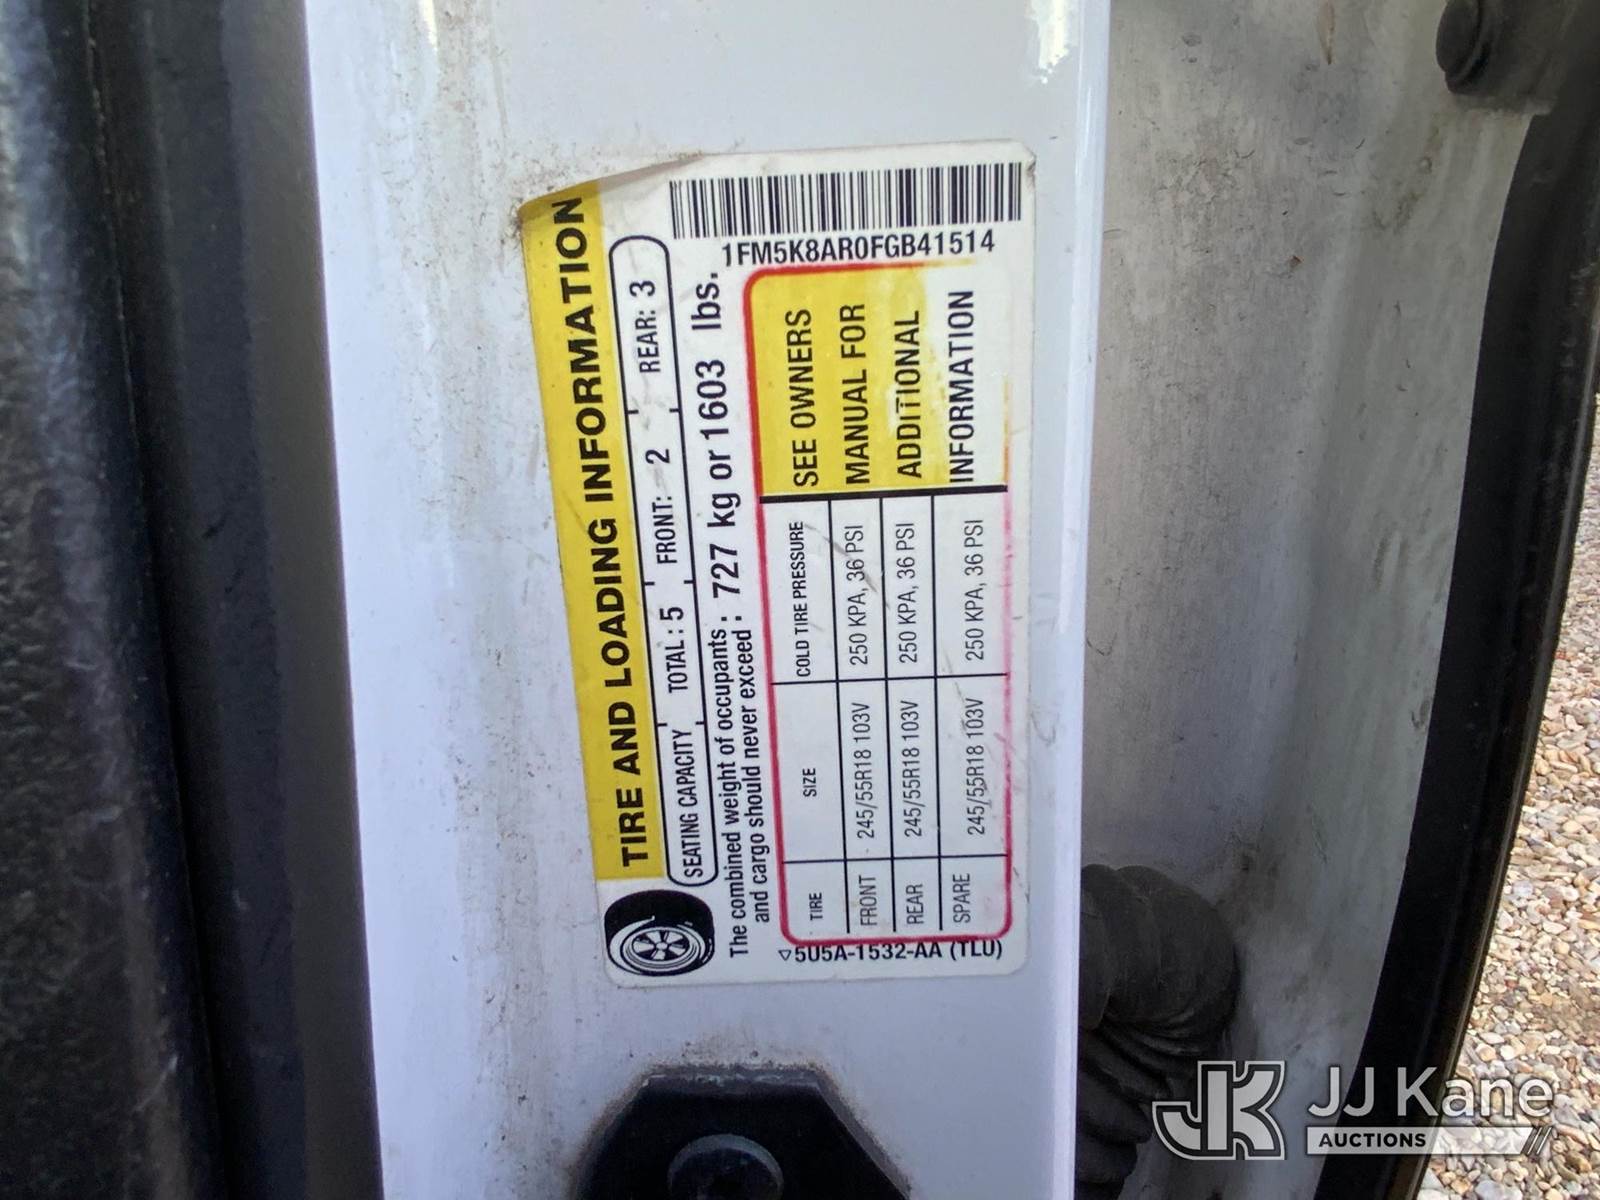 TIRE AND LOADING INFORMATION
SEATING CAPACITY TOTAL : 5 FRONT: 2 REAR: 3
The combined weight of occupants : 727 kg or 1603 lbs.
and cargo should never exceed :
1FM5K8AR0FGB41514
TIRE SIZE COLD TIRE PRESSURE
FRONT 245/55R18 103V 250 KPA, 36 PSI
REAR 245/55R18 103V 250 KPA, 36 PSI
SPARE 245/55R18 103V 250 KPA, 36 PSI
SEE OWNERS
MANUAL FOR
ADDITIONAL
INFORMATION
5U5A-1532-AA (TLU)
JK JJ Kane
AUCTIONS